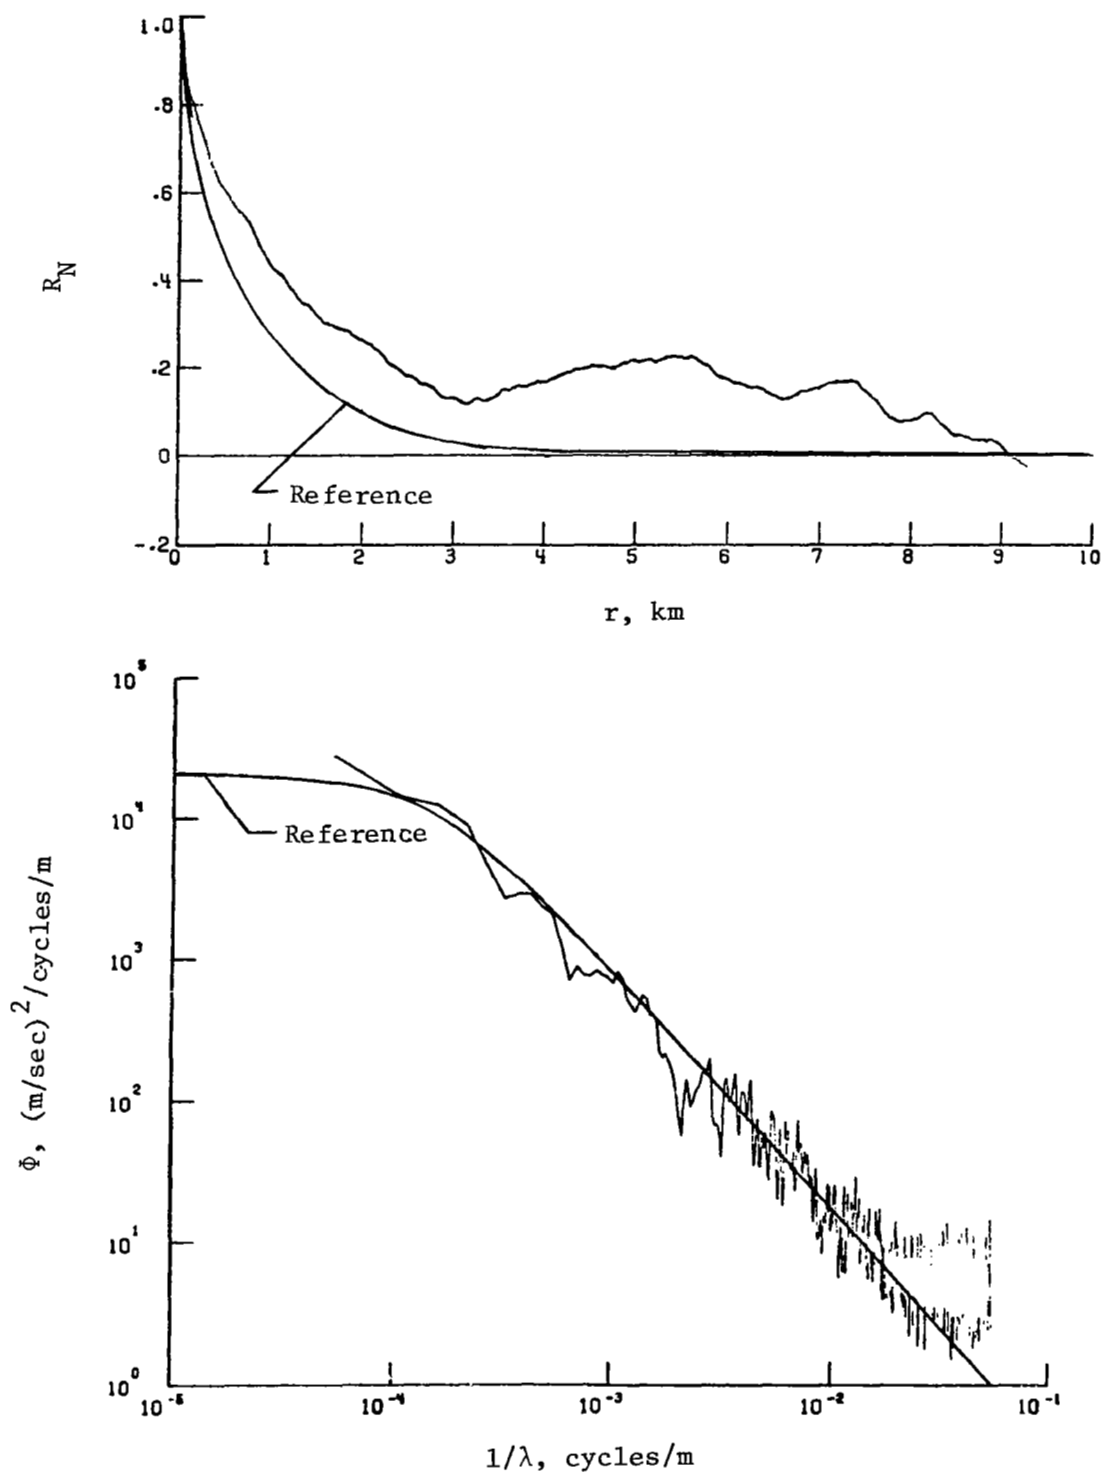 1.0
.8
.6
.4
.2
0
-.2
R_N
Reference
0 1 2 3 4 5 6 7 8 9 10
r, km
10^5
10^4
10^3
10^2
10^1
10^0
Φ, (m/sec)^2/cycles/m
Reference
10^-5 10^-4 10^-3 10^-2 10^-1
1/λ, cycles/m